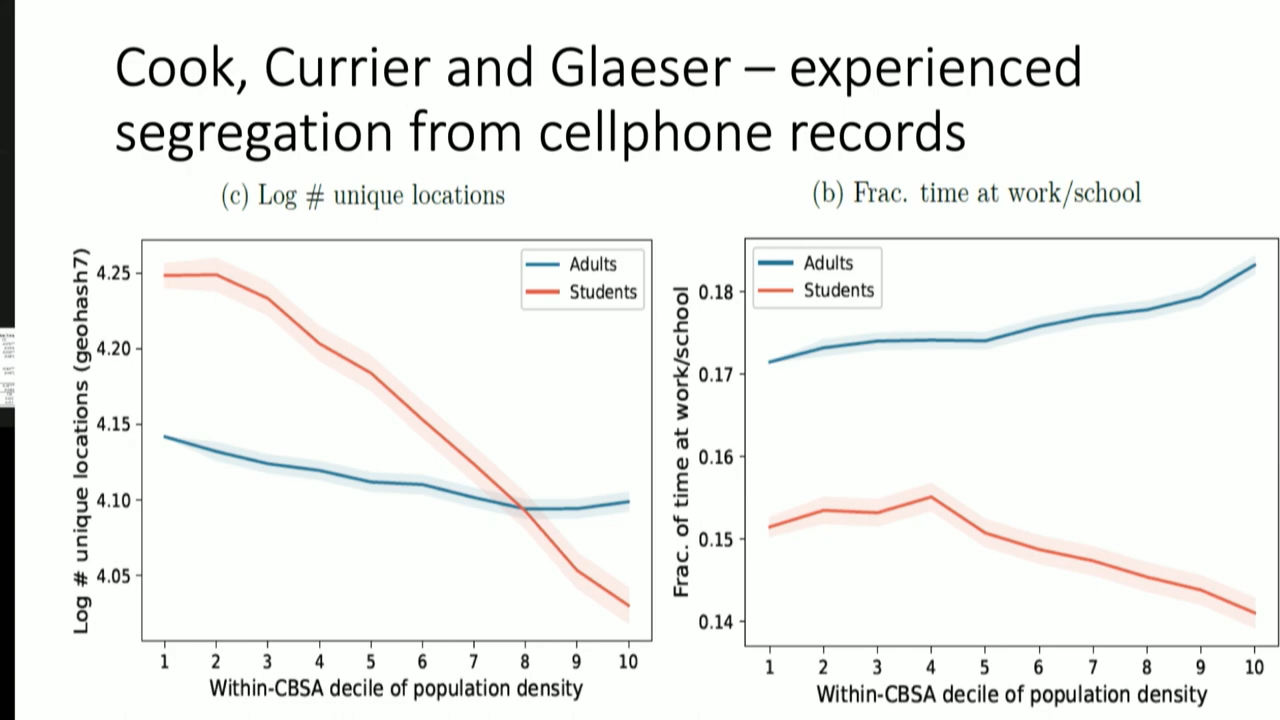 Cook, Currier and Glaeser – experienced
segregation from cellphone records
(c) Log # unique locations
Log # unique locations (geohash7)
4.25
4.20
4.15
4.10
4.05
Adults
Students
1 2 3 4 5 6 7 8 9 10
Within-CBSA decile of population density
(b) Frac. time at work/school
Frac. of time at work/school
0.18
0.17
0.16
0.15
0.14
Adults
Students
1 2 3 4 5 6 7 8 9 10
Within-CBSA decile of population density